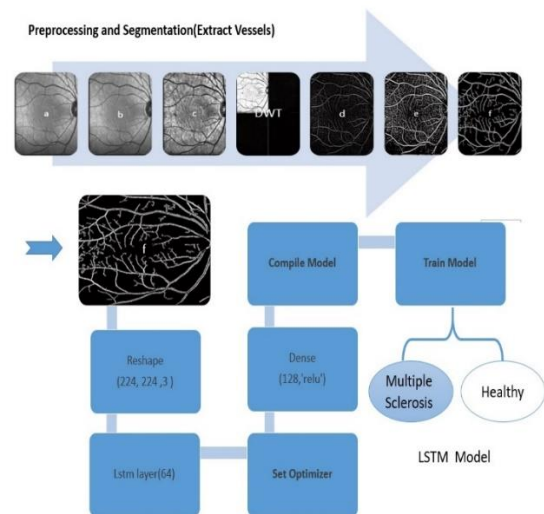 Preprocessing and Segmentation(Extract Vessels)
a
b
c
DWT
d
e
f
f
Compile Model
Train Model
Reshape
(224, 224 ,3 )
Dense
(128,'relu')
Multiple
Sclerosis
Healthy
Lstm layer(64)
Set Optimizer
LSTM Model